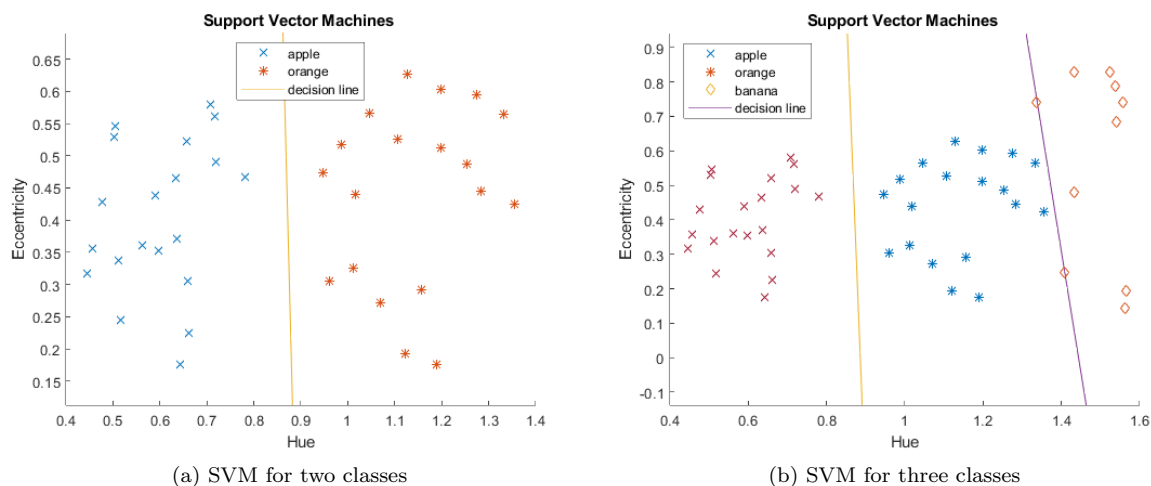 Support Vector Machines
apple
orange
decision line
Eccentricity
0.65
0.6
0.55
0.5
0.45
0.4
0.35
0.3
0.25
0.2
0.15
0.4 0.5 0.6 0.7 0.8 0.9 1 1.1 1.2 1.3 1.4
Hue
(a) SVM for two classes
Support Vector Machines
apple
orange
banana
decision line
Eccentricity
0.9
0.8
0.7
0.6
0.5
0.4
0.3
0.2
0.1
0
-0.1
0.4 0.6 0.8 1 1.2 1.4 1.6
Hue
(b) SVM for three classes